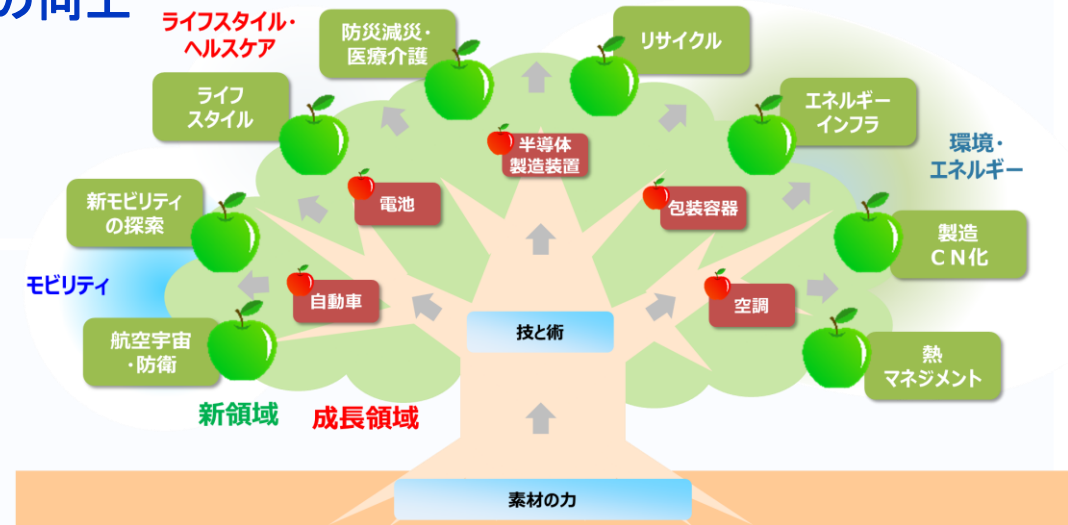 の向上
ライフスタイル・
ヘルスケア
防災減災・
医療介護
リサイクル
ライフ
スタイル
エネルギー
インフラ
半導体
製造装置
環境・
エネルギー
新モビリティ
の探索
電池
包装容器
製造
CN化
モビリティ
自動車
空調
技と術
航空宇宙
・防衛
熱
マネジメント
新領域
成長領域
素材の力